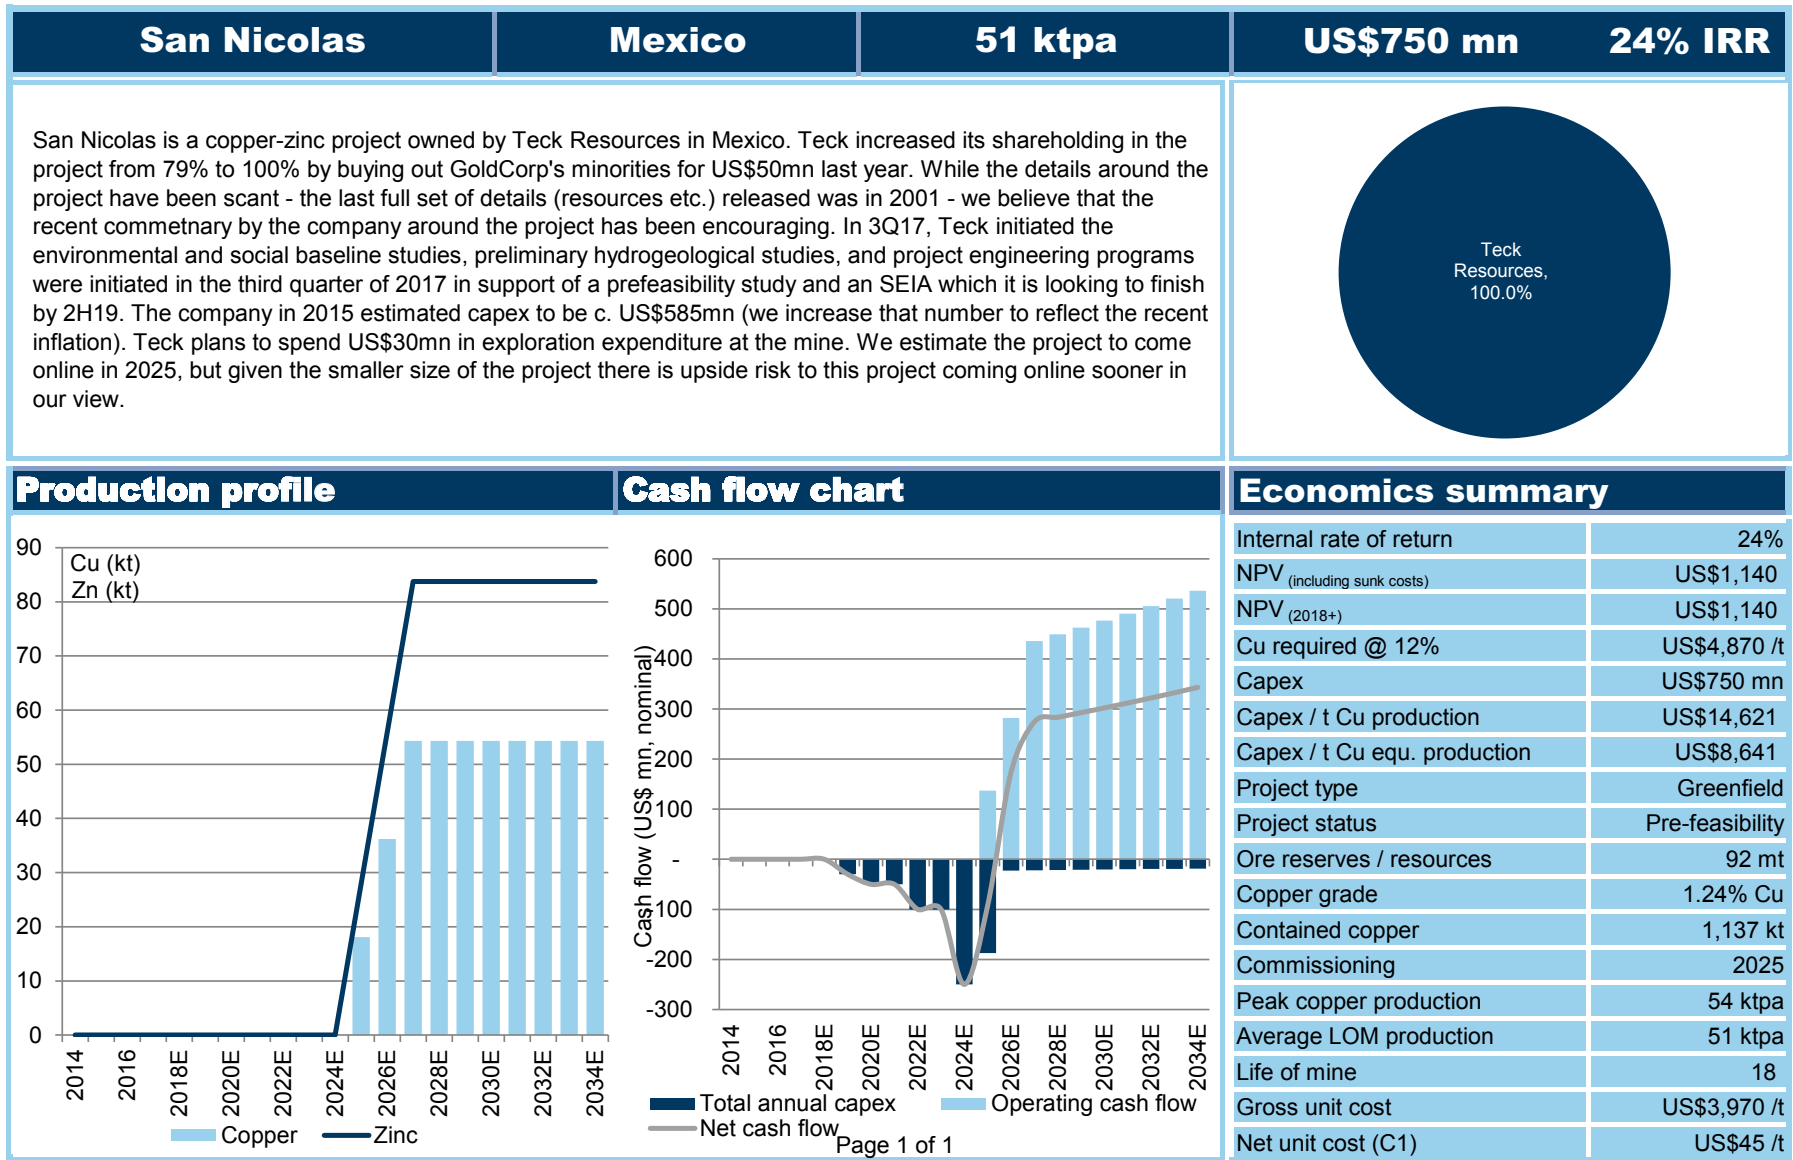 San Nicolas
Mexico
51 ktpa
US$750 mn
24% IRR
San Nicolas is a copper-zinc project owned by Teck Resources in Mexico. Teck increased its shareholding in the
project from 79% to 100% by buying out GoldCorp's minorities for US$50mn last year. While the details around the
project have been scant - the last full set of details (resources etc.) released was in 2001 - we believe that the
recent commetnary by the company around the project has been encouraging. In 3Q17, Teck initiated the
environmental and social baseline studies, preliminary hydrogeological studies, and project engineering programs
were initiated in the third quarter of 2017 in support of a prefeasibility study and an SEIA which it is looking to finish
by 2H19. The company in 2015 estimated capex to be c. US$585mn (we increase that number to reflect the recent
inflation). Teck plans to spend US$30mn in exploration expenditure at the mine. We estimate the project to come
online in 2025, but given the smaller size of the project there is upside risk to this project coming online sooner in
our view.
Teck
Resources,
100.0%
Production profile
90
80
70
60
50
40
30
20
10
0
Cu (kt)
Zn (kt)
2014
2016
2018E
2020E
2022E
2024E
2026E
2028E
2030E
2032E
2034E
Copper
Zinc
Cash flow chart
Cash flow (US$ mn, nominal)
600
500
400
300
200
100
-
-100
-200
-300
2014
2016
2018E
2020E
2022E
2024E
2026E
2028E
2030E
2032E
2034E
Total annual capex
Operating cash flow
Net cash flow
Page 1 of 1
Economics summary
Internal rate of return 24%
NPV (including sunk costs) US$1,140
NPV (2018+) US$1,140
Cu required @ 12% US$4,870 /t
Capex US$750 mn
Capex / t Cu production US$14,621
Capex / t Cu equ. production US$8,641
Project type Greenfield
Project status Pre-feasibility
Ore reserves / resources 92 mt
Copper grade 1.24% Cu
Contained copper 1,137 kt
Commissioning 2025
Peak copper production 54 ktpa
Average LOM production 51 ktpa
Life of mine 18
Gross unit cost US$3,970 /t
Net unit cost (C1) US$45 /t